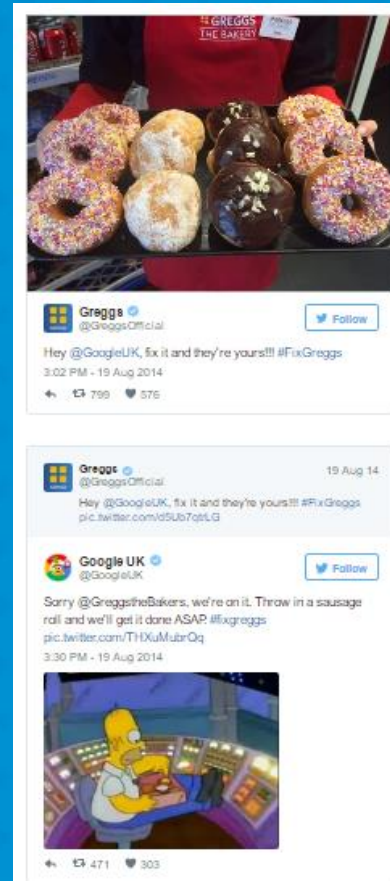 GREGGS
THE BAKERY
Greggs
@GreggsOfficial
Follow
Hey @GoogleUK, fix it and they're yours!!! #FixGreggs
3:02 PM - 19 Aug 2014
799 576
Greggs
@GreggsOfficial
19 Aug 14
Hey @GoogleUK, fix it and they're yours!!! #FixGreggs
pic.twitter.com/d5Ub7qtrLG
Google UK
@GoogleUK
Follow
Sorry @GreggstheBakers, we're on it. Throw in a sausage
roll and we'll get it done ASAP. #fixgreggs
pic.twitter.com/THXuMubrQq
3:30 PM - 19 Aug 2014
471 303